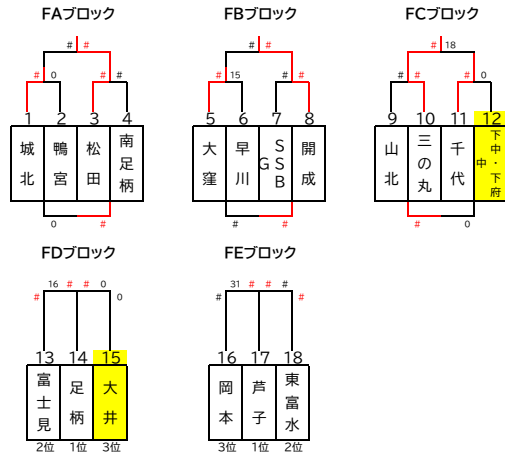 FAブロック
FBブロック
FCブロック
# #
# #
# 18
# 0 # #
# 15 # #
# # # 0
1 2 3 4
5 6 7 8
9 10 11 12
城北 鴨宮 松田 南足柄
大窪 早川 SSBG 開成
山北 三の丸 千代 下中・下府中
0 #
# #
# 0
FDブロック
FEブロック
16 # # 0
31 # # #
# 0
# #
13 14 15
16 17 18
富士見 足柄 大井
岡本 芦子 東富水
2位 1位 3位
3位 1位 2位